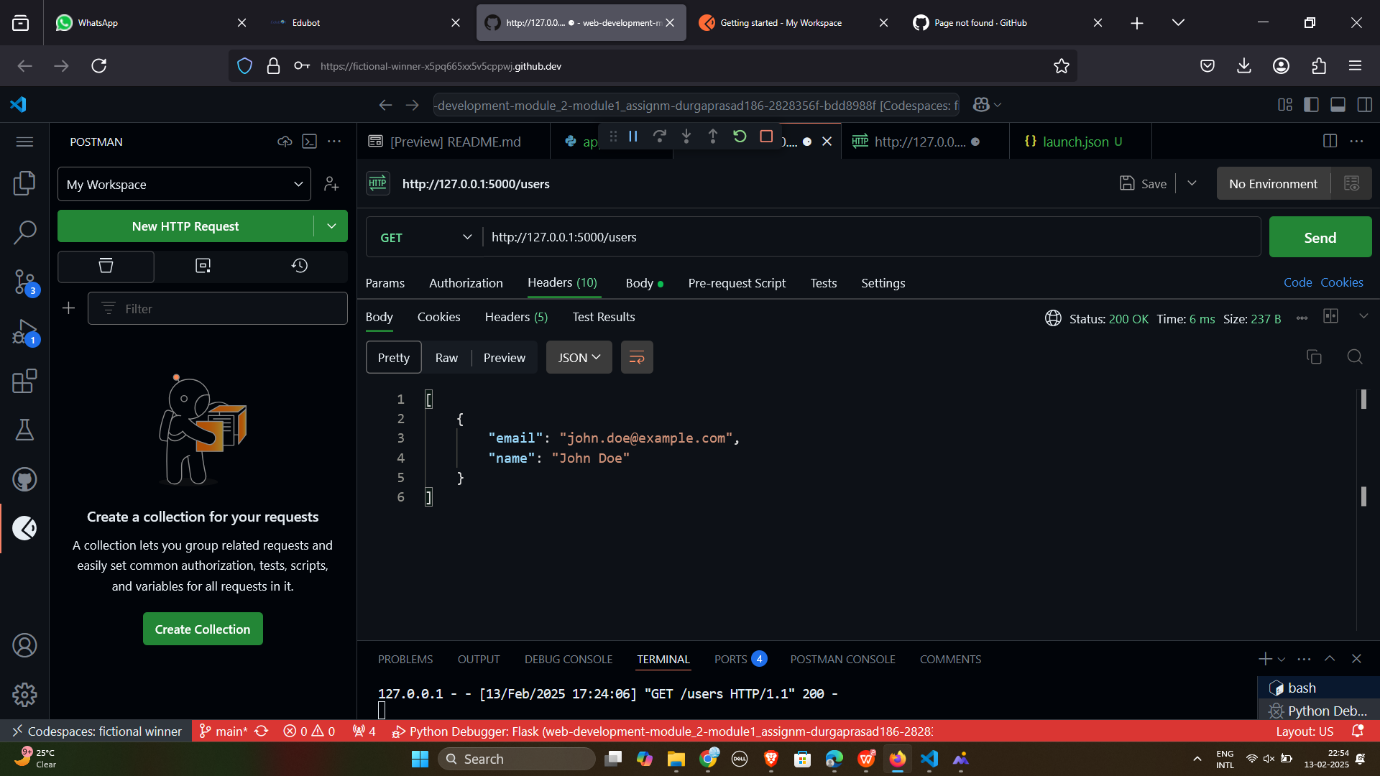 WhatsApp
Edubot
http://127.0.0.... ● - web-development-m
Getting started - My Workspace
Page not found · GitHub
https://fictional-winner-x5pq665xx5v5cppwj.github.dev
-development-module_2-module1_assignm-durgaprasad186-2828356f-bdd8988f [Codespaces: f
POSTMAN
[Preview] README.md
ap
0....
http://127.0.0....
launch.json U
My Workspace
http://127.0.0.1:5000/users
Save
No Environment
New HTTP Request
GET
http://127.0.0.1:5000/users
Send
Params
Authorization
Headers (10)
Body
Pre-request Script
Tests
Settings
Code
Cookies
Filter
Body
Cookies
Headers (5)
Test Results
Status: 200 OK Time: 6 ms Size: 237 B
Pretty
Raw
Preview
JSON
1 [
2 {
3 "email": "john.doe@example.com",
4 "name": "John Doe"
5 }
6 ]
3
1
Create a collection for your requests
A collection lets you group related requests and
easily set common authorization, tests, scripts,
and variables for all requests in it.
Create Collection
PROBLEMS
OUTPUT
DEBUG CONSOLE
TERMINAL
PORTS 4
POSTMAN CONSOLE
COMMENTS
127.0.0.1 - - [13/Feb/2025 17:24:06] "GET /users HTTP/1.1" 200 -
bash
Python Deb...
Codespaces: fictional winner
main*
0
0
4
Python Debugger: Flask (web-development-module_2-module1_assignm-durgaprasad186-2828:
Layout: US
9+
25°C
Clear
Search
DELL
ENG
INTL
22:54
13-02-2025